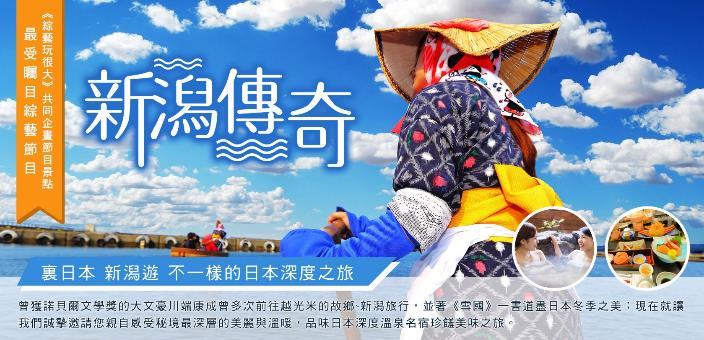 《綜藝玩很大》共同企畫節目景點
最受矚目綜藝節目
新潟傳奇
裏日本 新潟遊 不一樣的日本深度之旅
曾獲諾貝爾文學獎的大文豪川端康成曾多次前往越光米的故鄉-新潟旅行，並著《雪國》一書道盡日本冬季之美；現在就讓
我們誠摯邀請您親自感受秘境最深層的美麗與溫暖，品味日本深度溫泉名宿珍饈美味之旅。